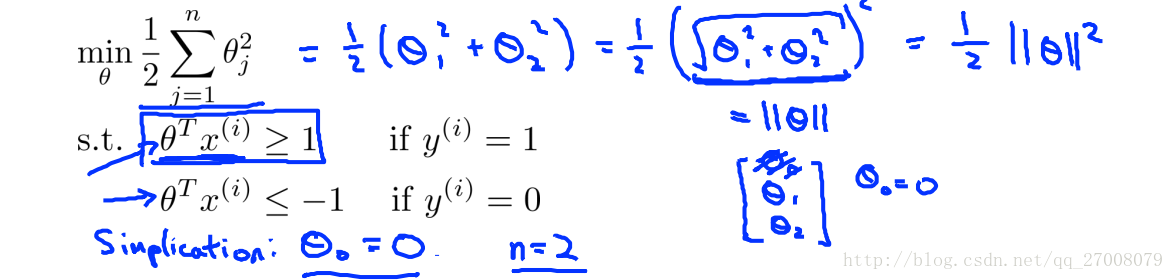 min_θ 1/2 ∑_{j=1}^{n} θ_j^2 = 1/2 (θ_1^2 + θ_2^2) = 1/2 (√(θ_1^2 + θ_2^2))^2 = 1/2 ||θ||^2
= ||θ||
s.t. θ^T x^{(i)} ≥ 1 if y^{(i)} = 1
[θ_0 θ_1 θ_2] θ_0 = 0
θ^T x^{(i)} ≤ −1 if y^{(i)} = 0
Simplication: θ_0 = 0. n=2
http://blog.csdn.net/qq_27008079